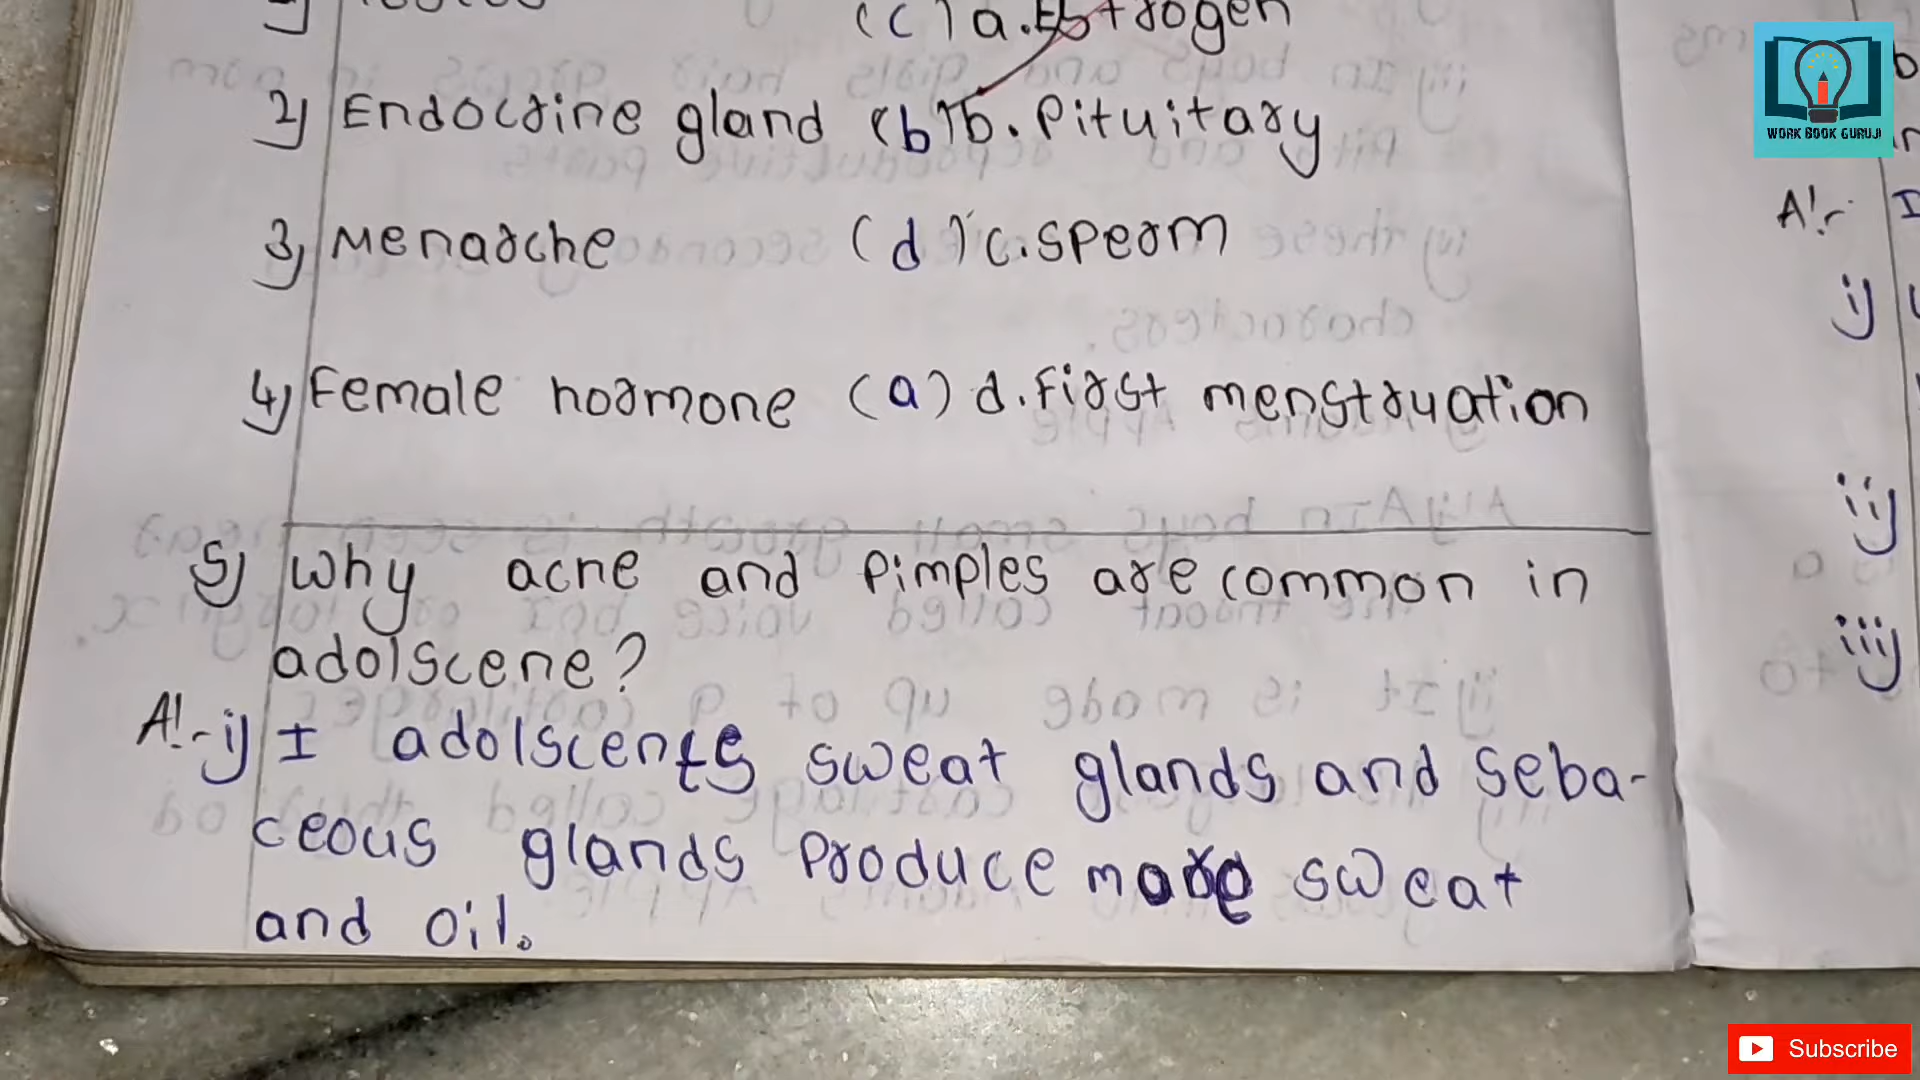 (c) a. Estrogen
2) Endocrine gland (b) b. Pituitary
3) Menarche (d) c. sperm
4) Female hormone (a) d. First menstruation
5) Why acne and Pimples are common in
adolscene?
A!- i) I adolscents sweat glands and seba-
ceous glands Produce more sweat
and oil.
A!-
i)
ii)
iii)
WORK BOOK GURUJI
Subscribe